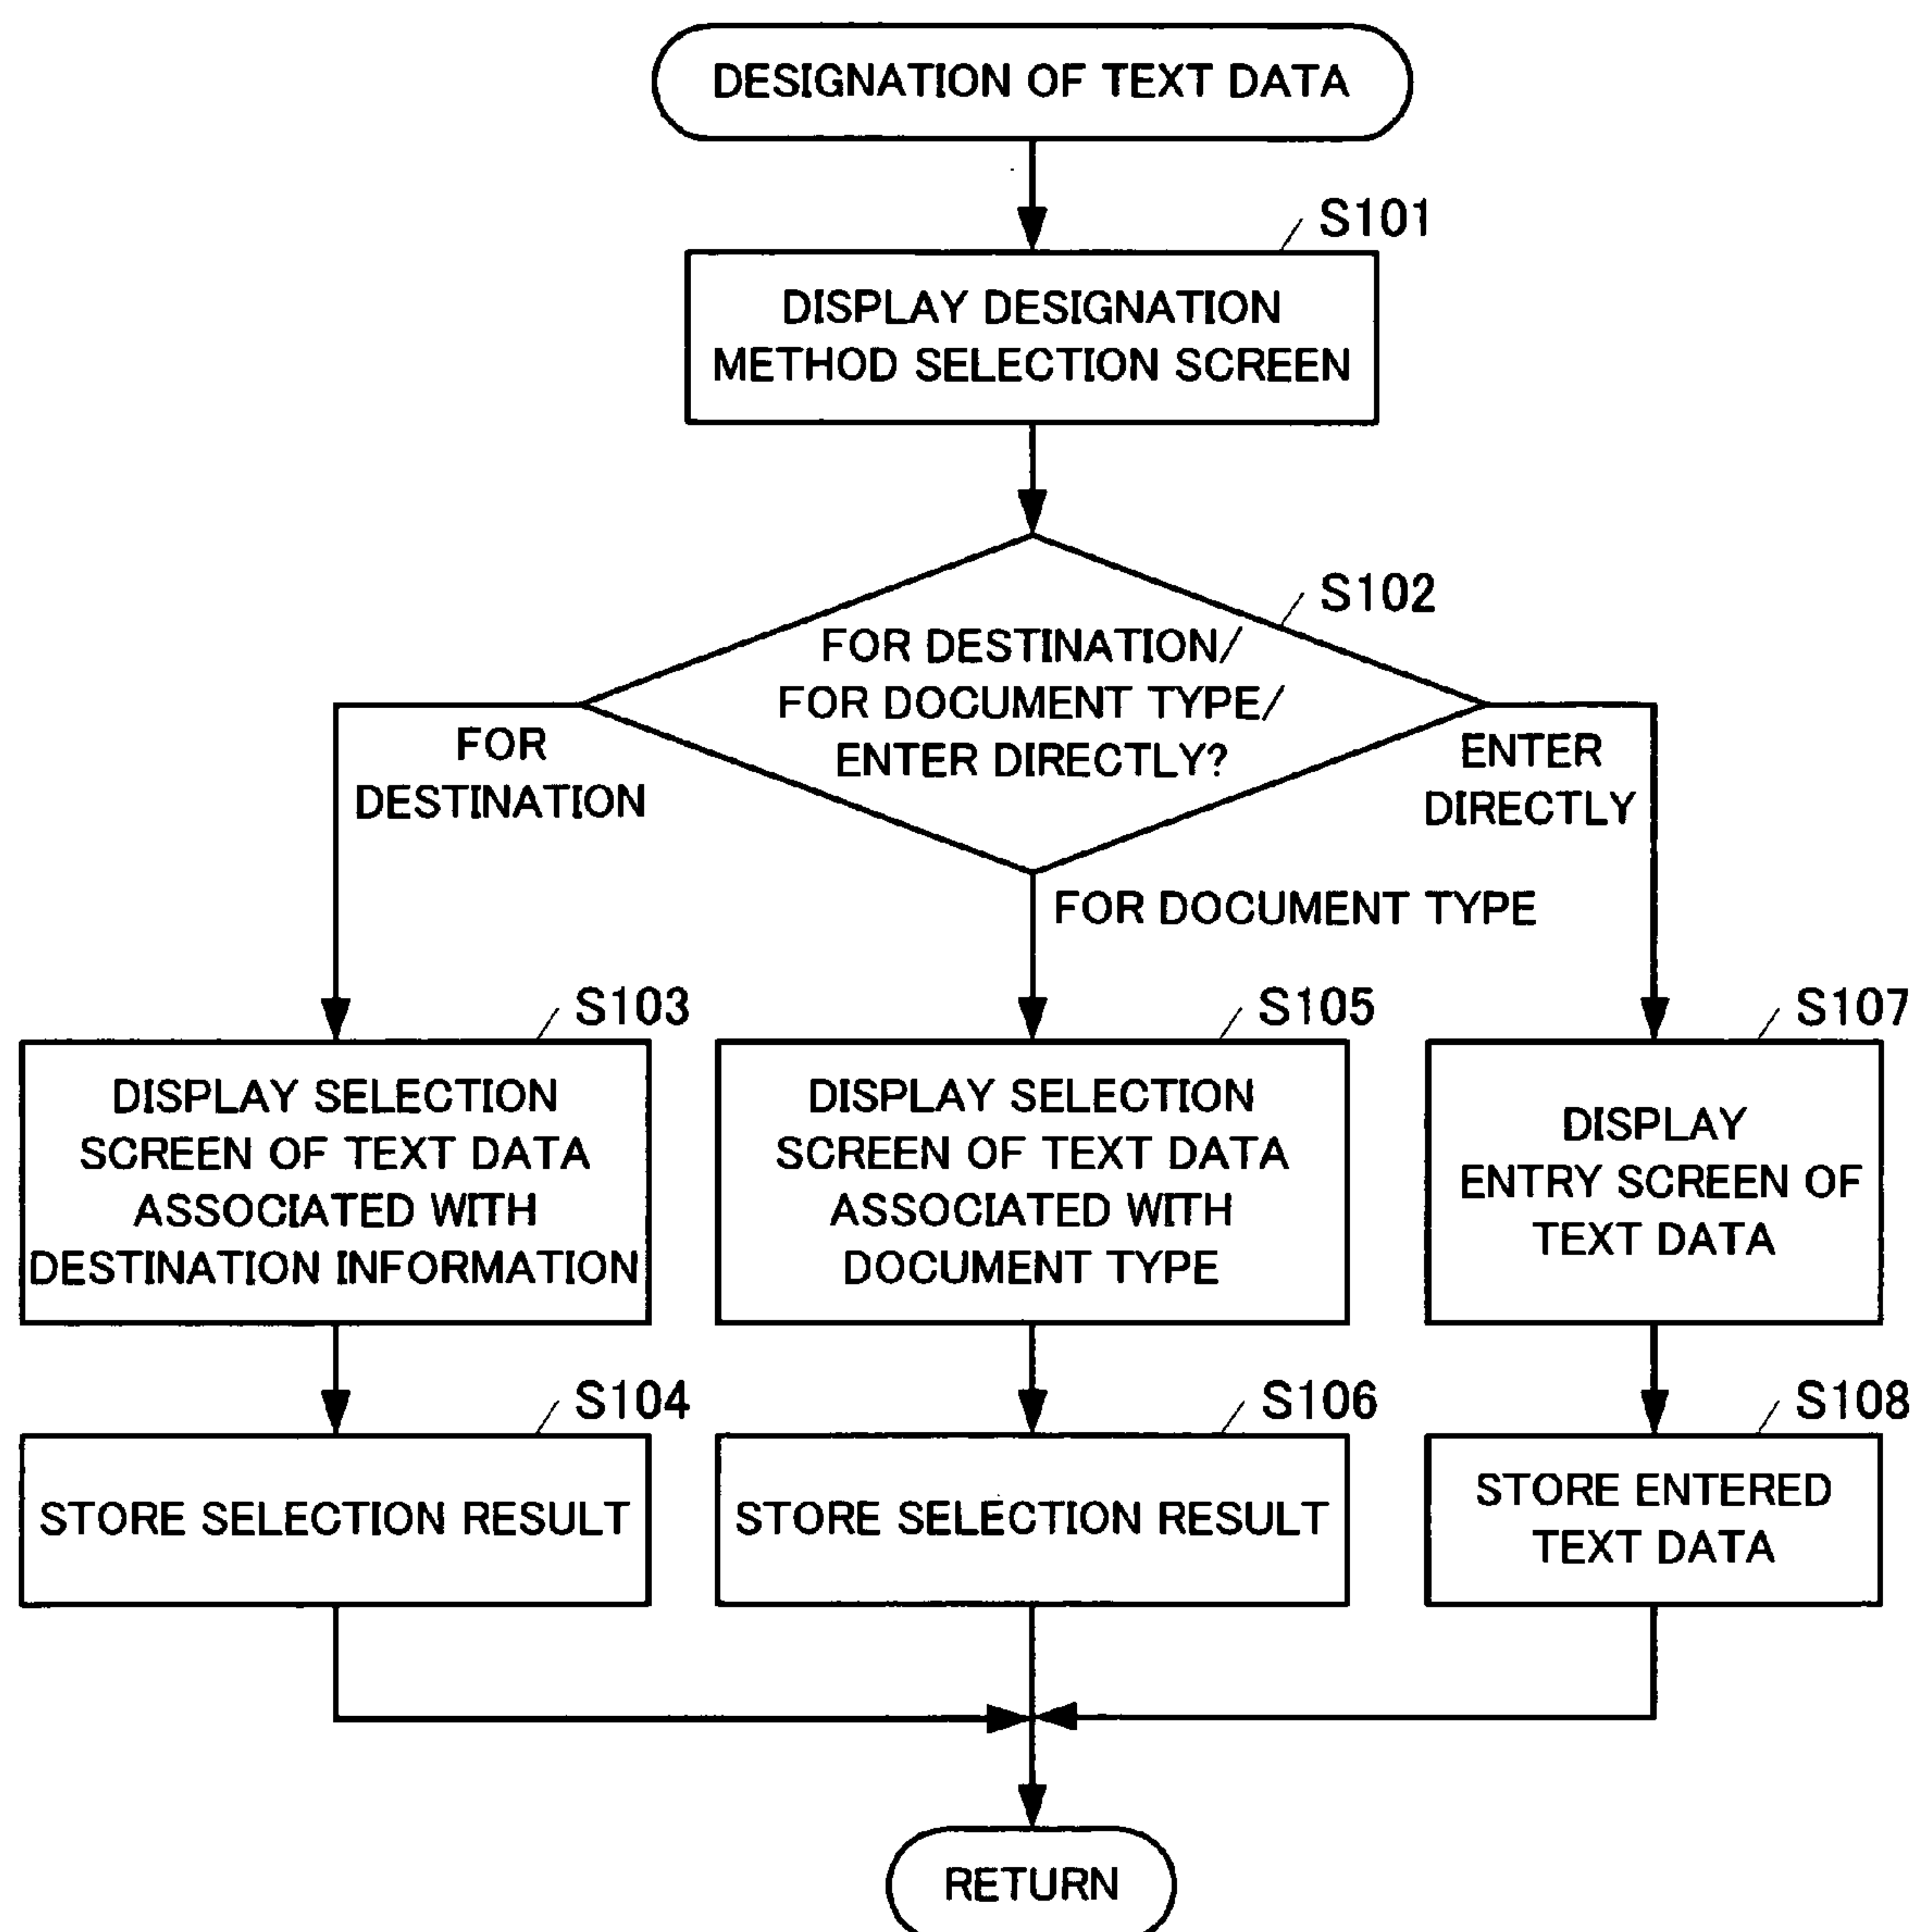 DESIGNATION OF TEXT DATA
S101
DISPLAY DESIGNATION
METHOD SELECTION SCREEN
S102
FOR DESTINATION/
FOR DOCUMENT TYPE/
ENTER DIRECTLY?
FOR
DESTINATION
ENTER
DIRECTLY
FOR DOCUMENT TYPE
S103
DISPLAY SELECTION
SCREEN OF TEXT DATA
ASSOCIATED WITH
DESTINATION INFORMATION
S105
DISPLAY SELECTION
SCREEN OF TEXT DATA
ASSOCIATED WITH
DOCUMENT TYPE
S107
DISPLAY
ENTRY SCREEN OF
TEXT DATA
S104
STORE SELECTION RESULT
S106
STORE SELECTION RESULT
S108
STORE ENTERED
TEXT DATA
RETURN